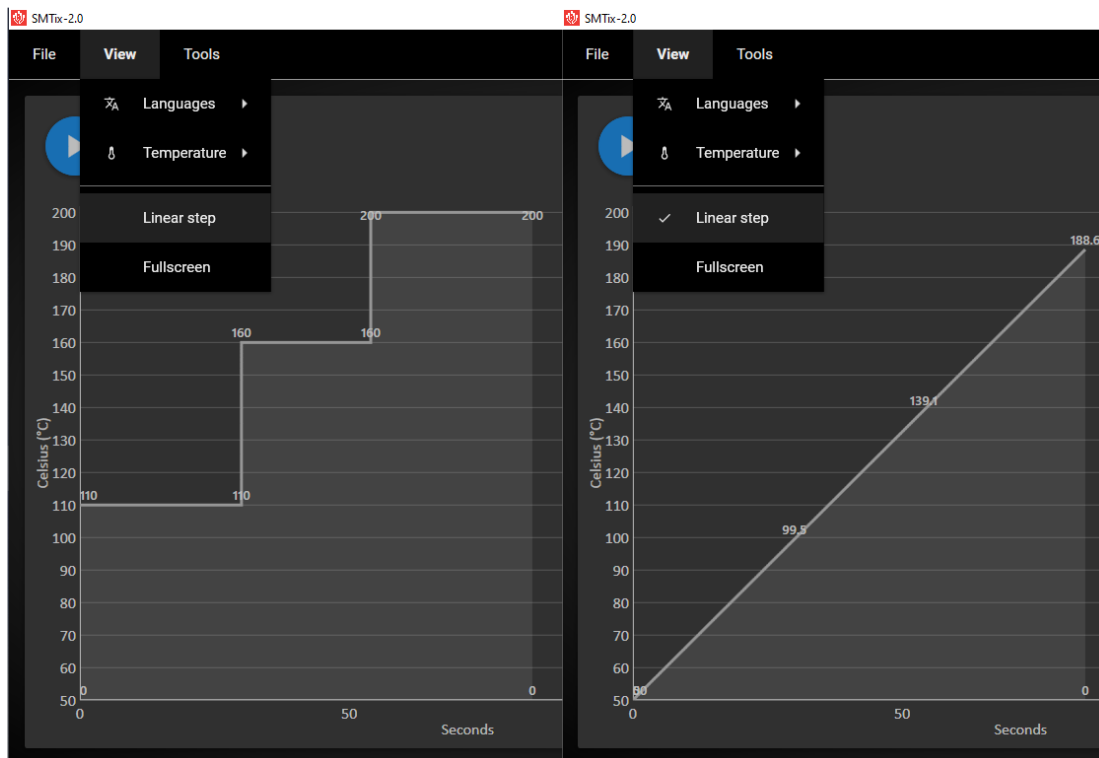 SMTix-2.0
File View Tools
Languages
Temperature
Linear step
Fullscreen
200
190
180
170
160
150
140
130
120
110
100
90
80
70
60
50
Celsius (°C)
200 200
160 160
110 110
0 0
0 50
Seconds
SMTix-2.0
File View Tools
Languages
Temperature
Linear step
Fullscreen
200
190
180
170
160
150
140
130
120
110
100
90
80
70
60
50
Celsius (°C)
188.6
139.1
99.5
0
0 50
Seconds